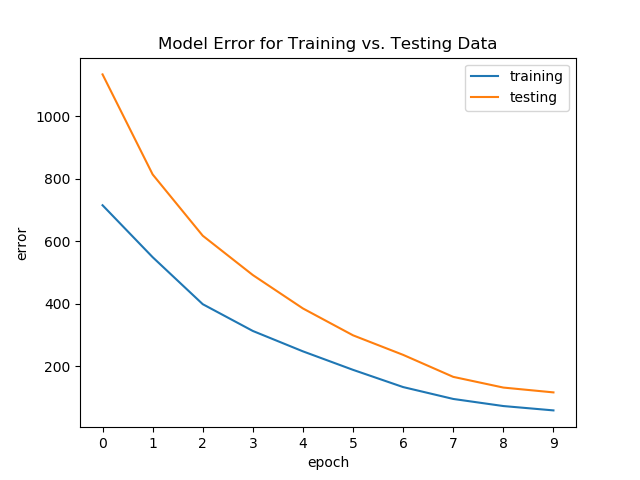 Model Error for Training vs. Testing Data
training
testing
1000
800
600
400
200
error
0 1 2 3 4 5 6 7 8 9
epoch